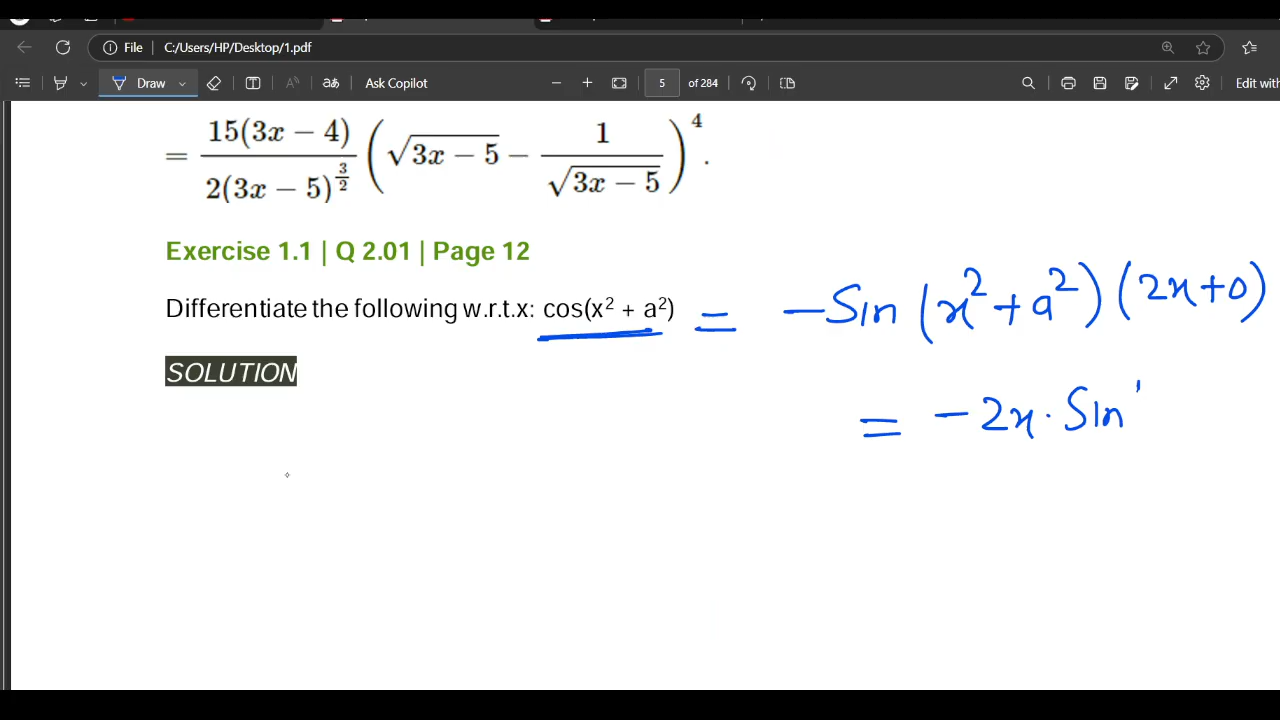 File | C:/Users/HP/Desktop/1.pdf
Draw aあ Ask Copilot 5 of 284 Edit with
= 15(3x − 4) / 2(3x − 5)^(3/2) (√(3x − 5) − 1/√(3x − 5))^4 .
Exercise 1.1 | Q 2.01 | Page 12
Differentiate the following w.r.t.x: cos(x² + a²) = −Sin (x² + a²) (2x+0)
SOLUTION
= −2x · Sin